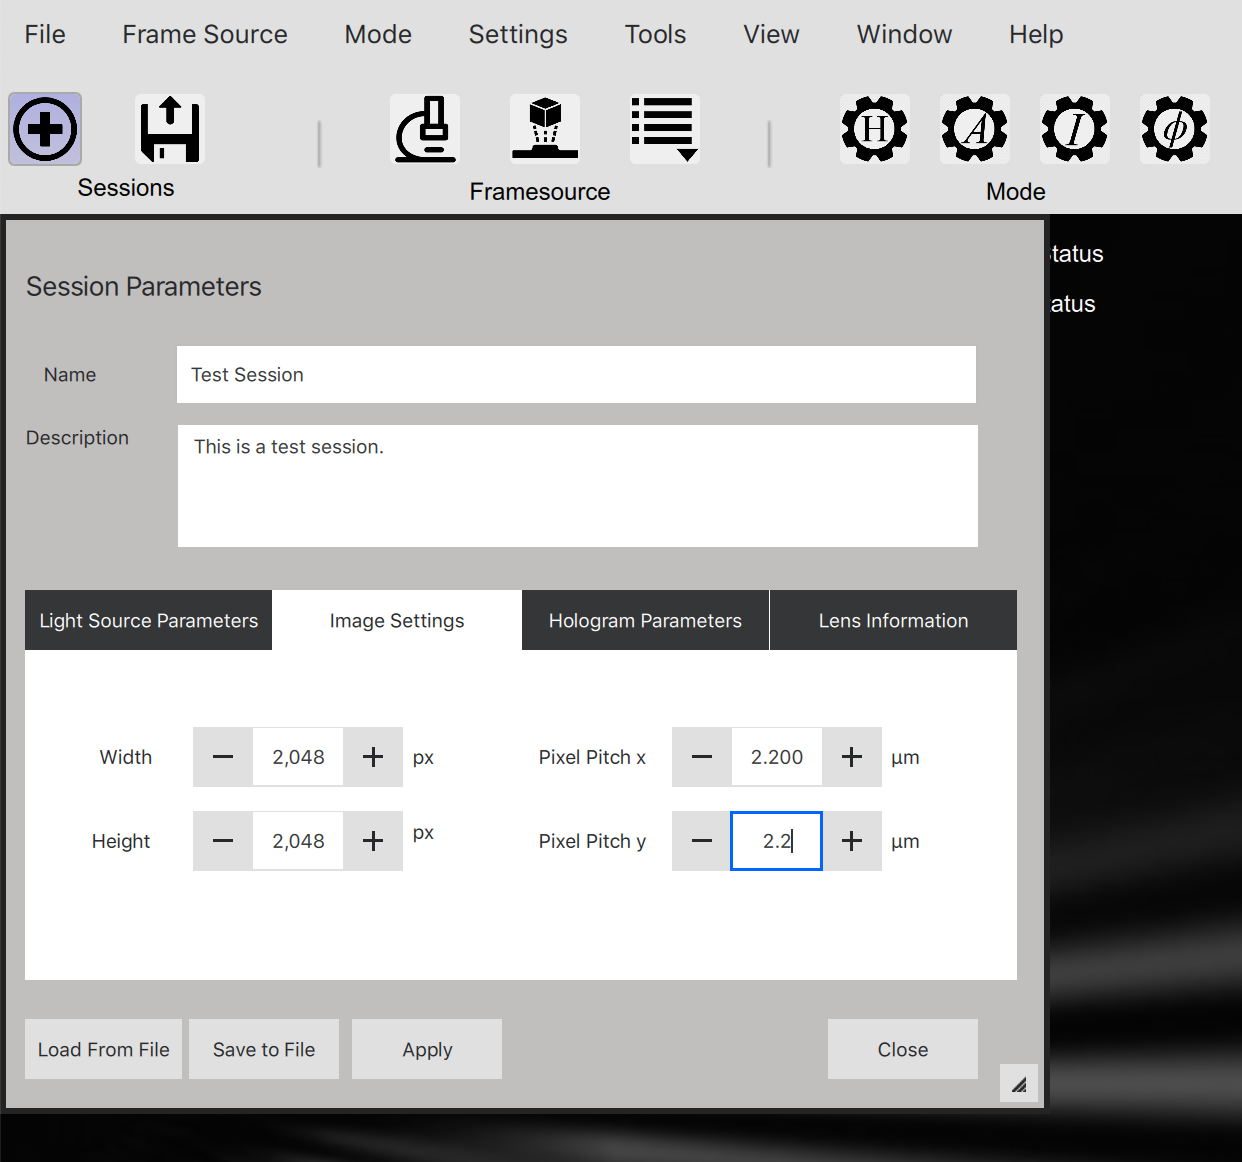 File Frame Source Mode Settings Tools View Window Help
H A I ϕ
Sessions Framesource Mode
Session Parameters
tatus
atus
Name Test Session
Description This is a test session.
Light Source Parameters Image Settings Hologram Parameters Lens Information
Width − 2,048 + px Pixel Pitch x − 2.200 + µm
Height − 2,048 + px Pixel Pitch y − 2.2 + µm
Load From File Save to File Apply Close